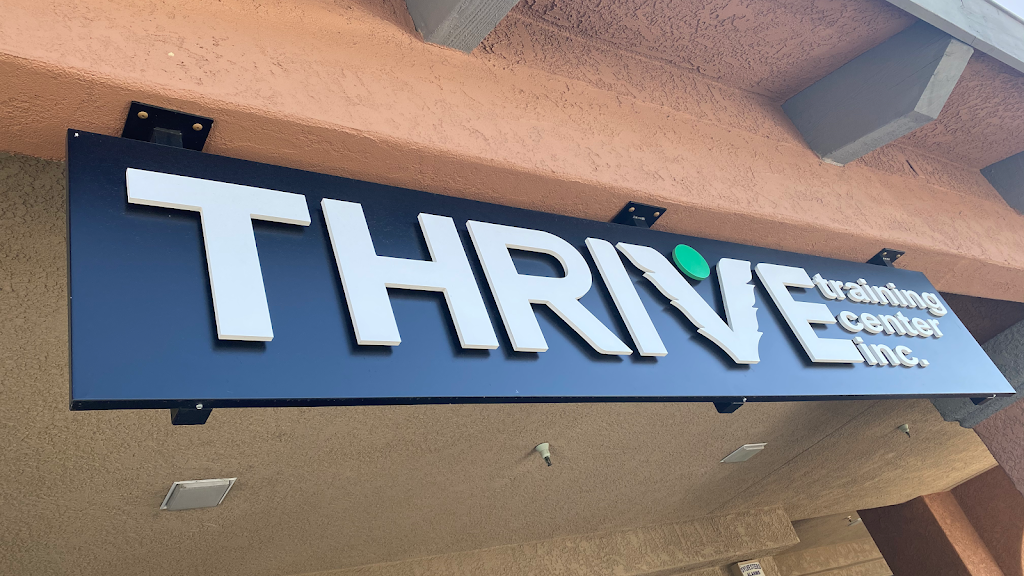 THRIVE
training
center
inc.